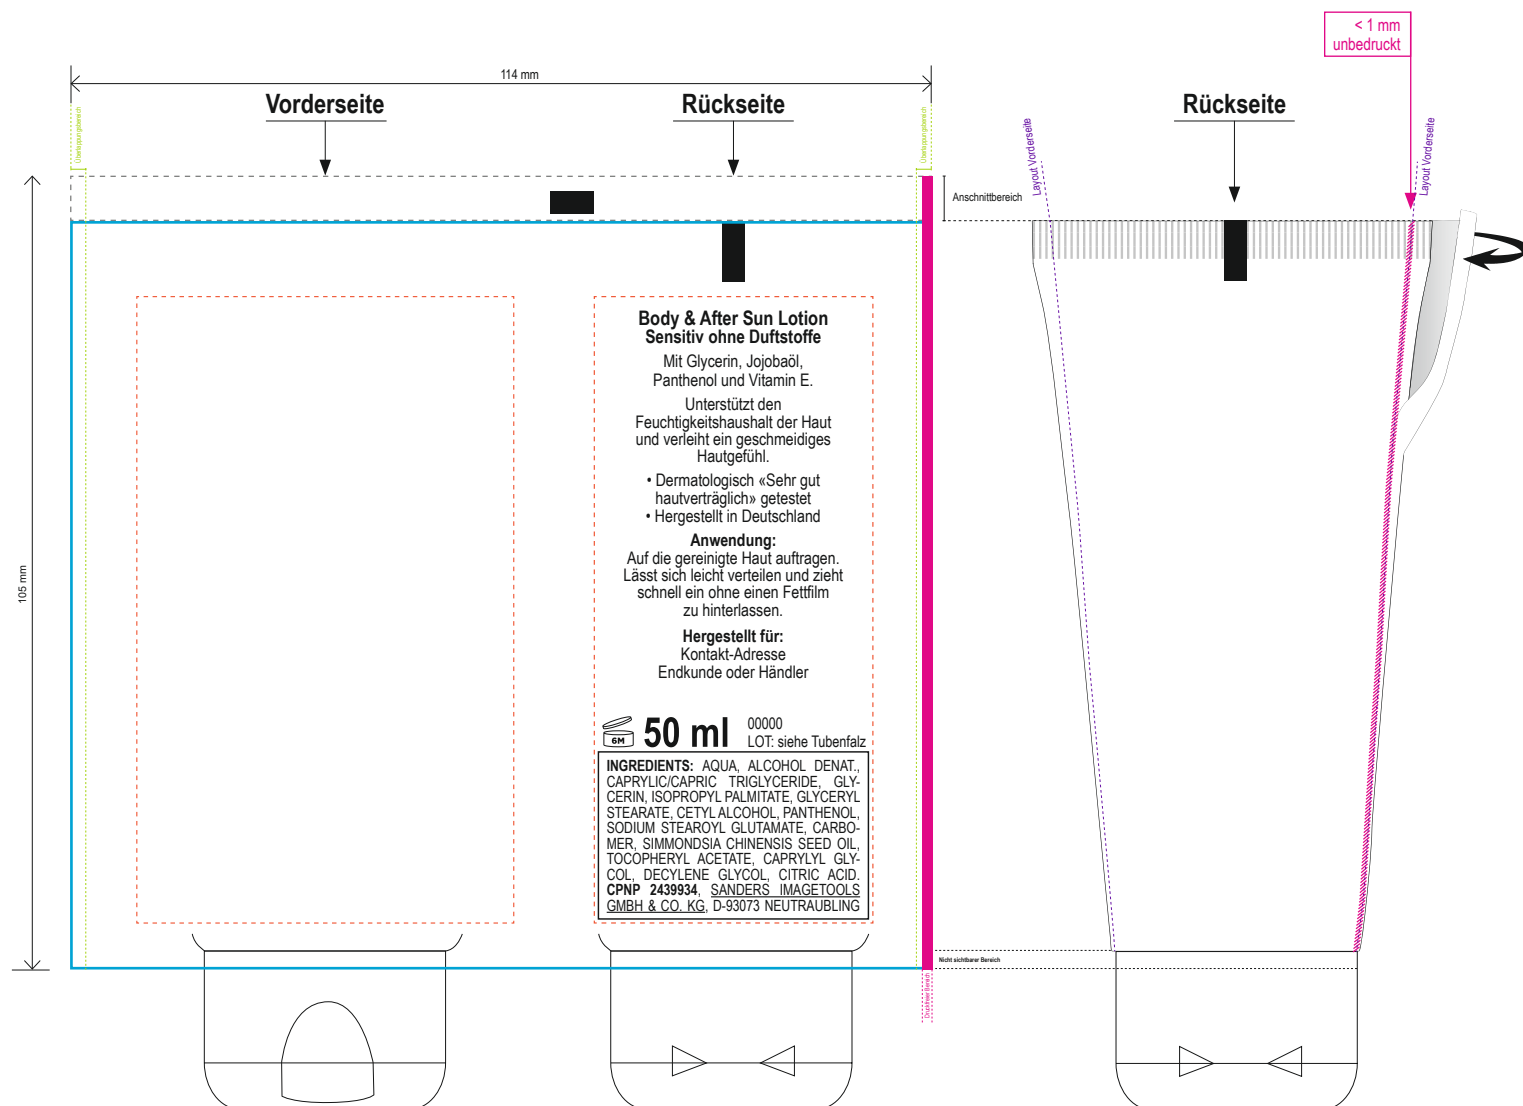 < 1 mm
unbedruckt
114 mm
Vorderseite
Rückseite
Rückseite
Überlappungsbereich
Überlappungsbereich
Layout Vorderseite
Layout Vorderseite
Anschnittbereich
105 mm
Body & After Sun Lotion
Sensitiv ohne Duftstoffe
Mit Glycerin, Jojobaöl,
Panthenol und Vitamin E.
Unterstützt den
Feuchtigkeitshaushalt der Haut
und verleiht ein geschmeidiges
Hautgefühl.
• Dermatologisch «Sehr gut
hautverträglich» getestet
• Hergestellt in Deutschland
Anwendung:
Auf die gereinigte Haut auftragen.
Lässt sich leicht verteilen und zieht
schnell ein ohne einen Fettfilm
zu hinterlassen.
Hergestellt für:
Kontakt-Adresse
Endkunde oder Händler
6M
50 ml
00000
LOT: siehe Tubenfalz
INGREDIENTS: AQUA, ALCOHOL DENAT.,
CAPRYLIC/CAPRIC TRIGLYCERIDE, GLY-
CERIN, ISOPROPYL PALMITATE, GLYCERYL
STEARATE, CETYL ALCOHOL, PANTHENOL,
SODIUM STEAROYL GLUTAMATE, CARBO-
MER, SIMMONDSIA CHINENSIS SEED OIL,
TOCOPHERYL ACETATE, CAPRYLYL GLY-
COL, DECYLENE GLYCOL, CITRIC ACID.
CPNP 2439934, SANDERS IMAGETOOLS
GMBH & CO. KG, D-93073 NEUTRAUBLING
Nicht sichtbarer Bereich
Druckfreier Bereich